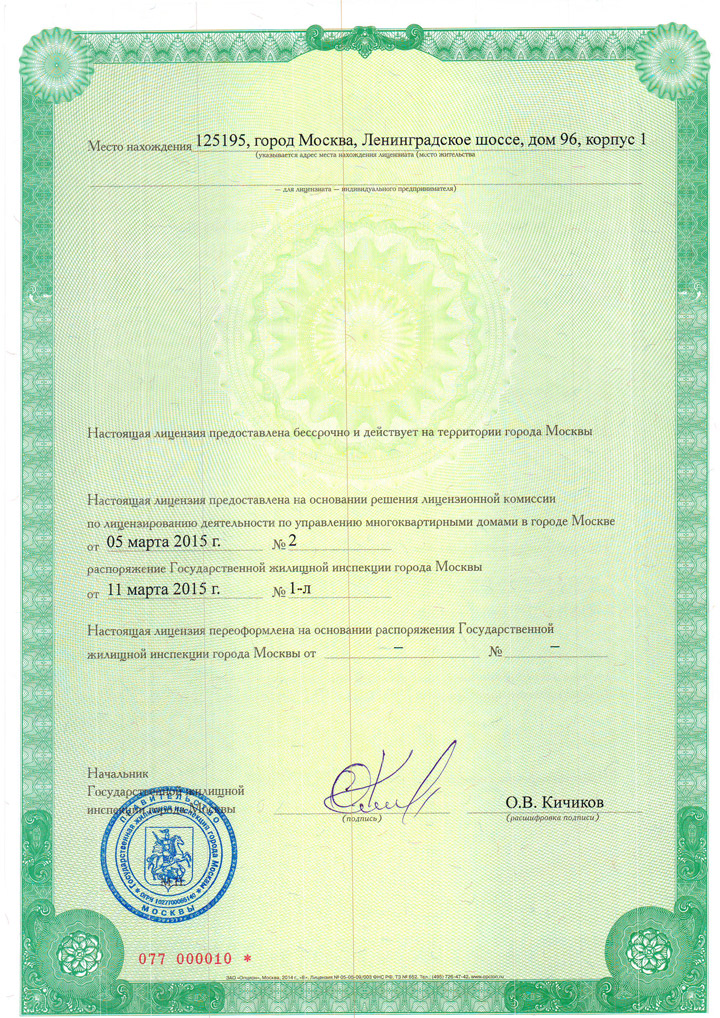 Место нахождения 125195, город Москва, Ленинградское шоссе, дом 96, корпус 1
(указывается адрес места нахождения лицензиата (место жительства
— для лицензиата — индивидуального предпринимателя)
Настоящая лицензия предоставлена бессрочно и действует на территории города Москвы
Настоящая лицензия предоставлена на основании решения лицензионной комиссии
по лицензированию деятельности по управлению многоквартирными домами в городе Москве
от 05 марта 2015 г. № 2
распоряжение Государственной жилищной инспекции города Москвы
от 11 марта 2015 г. № 1-л
Настоящая лицензия переоформлена на основании распоряжения Государственной
жилищной инспекции города Москвы от – № –
Начальник
Государственной жилищной
инспекции города Москвы
О.В. Кичиков
(подпись) (расшифровка подписи)
ПРАВИТЕЛЬСТВО
МОСКВЫ
Государственная жилищная инспекция города Москвы
М.П.
077 000010 *
ЗАО «Опцион», Москва, 2014 г., «В», Лицензия № 05-05-09/003 ФНС РФ, ТЗ № 652. Тел.: (495) 726-47-42, www.opcion.ru